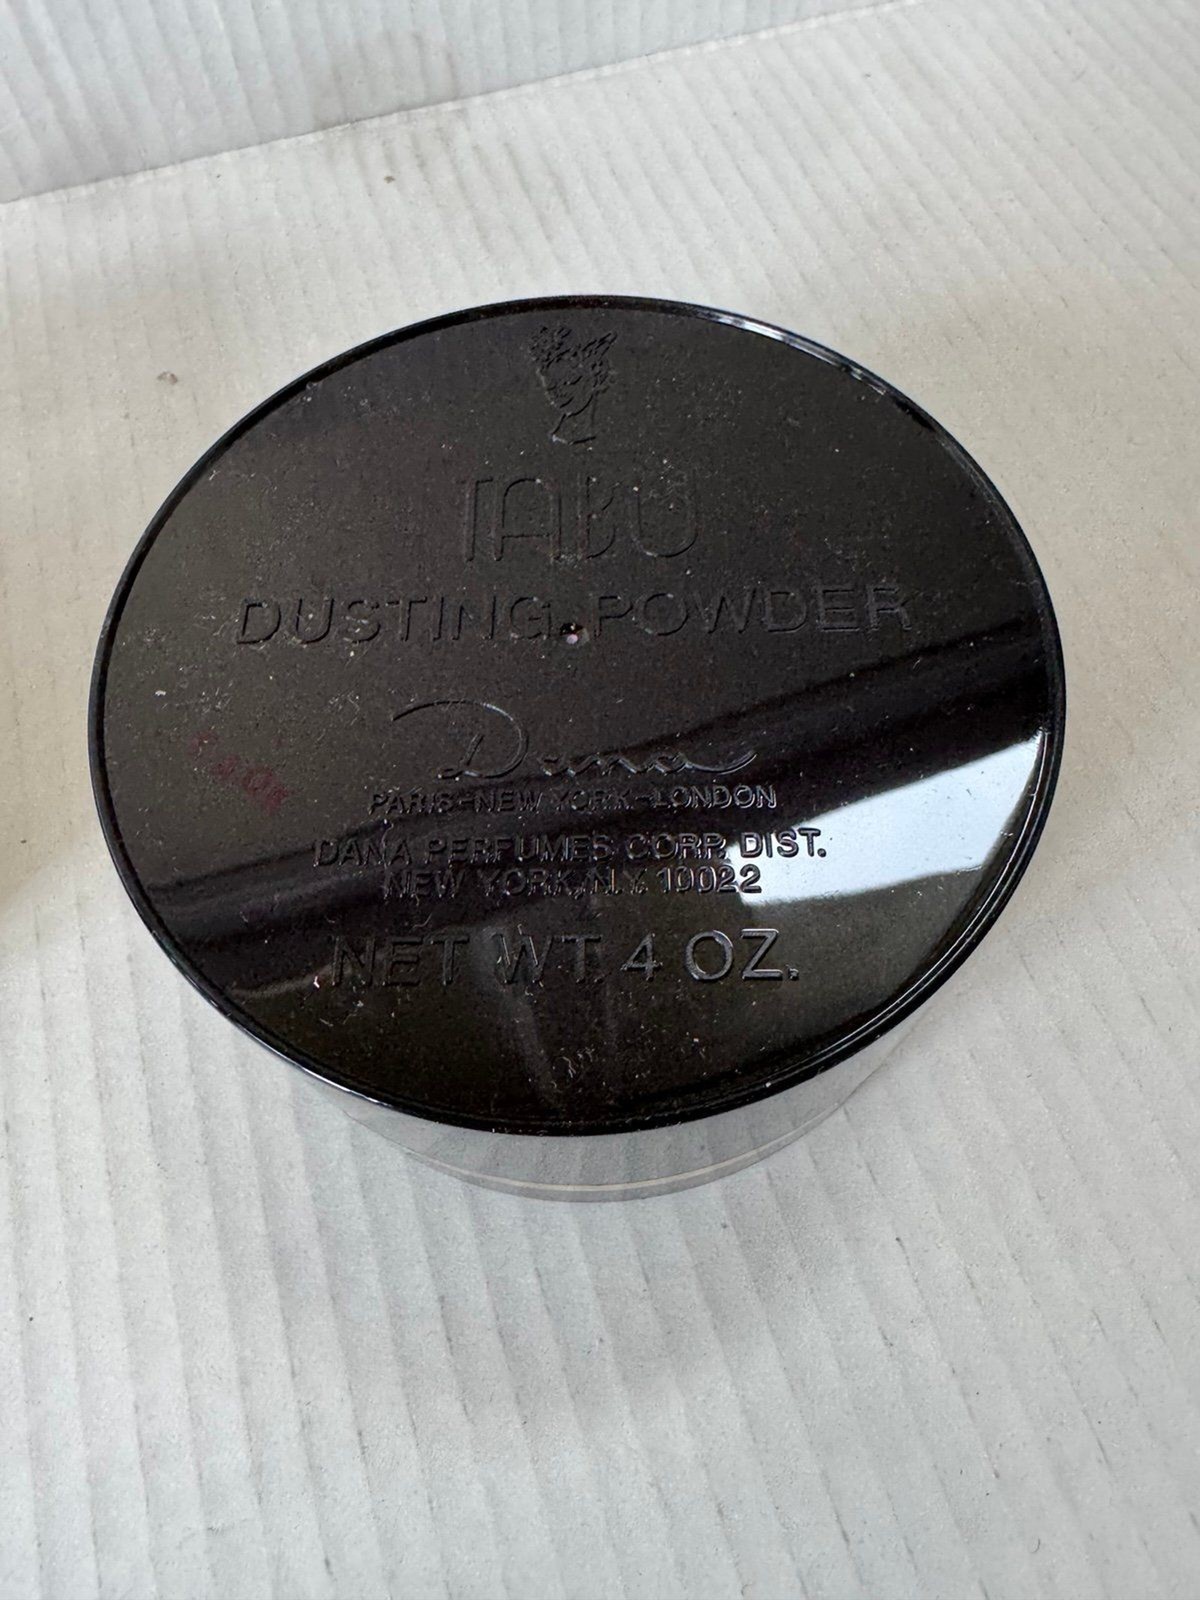 TABU
DUSTING POWDER
Dana
PARIS-NEW YORK-LONDON
DANA PERFUMES CORP. DIST.
NEW YORK, N.Y. 10022
NET WT. 4 OZ.